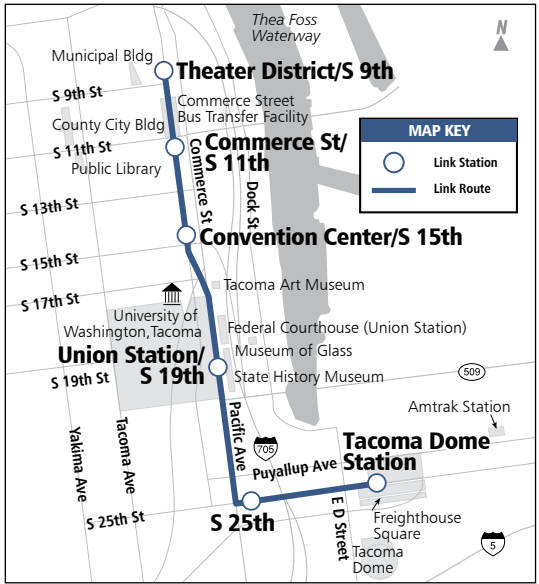 Thea Foss
Waterway
N
Municipal Bldg
Theater District/S 9th
S 9th St
Commerce Street
Bus Transfer Facility
County City Bldg
MAP KEY
Link Station
Link Route
S 11th St
Commerce St/
S 11th
Public Library
Commerce St
Dock St
S 13th St
Convention Center/S 15th
S 15th St
Tacoma Art Museum
S 17th St
University of
Washington,Tacoma
Federal Courthouse (Union Station)
Museum of Glass
Union Station/
S 19th
State History Museum
S 19th St
509
Amtrak Station
Pacific Ave
Tacoma Ave
Yakima Ave
705
Tacoma Dome
Station
Puyallup Ave
S 25th St
S 25th
E D Street
Freighthouse
Square
Tacoma
Dome
5